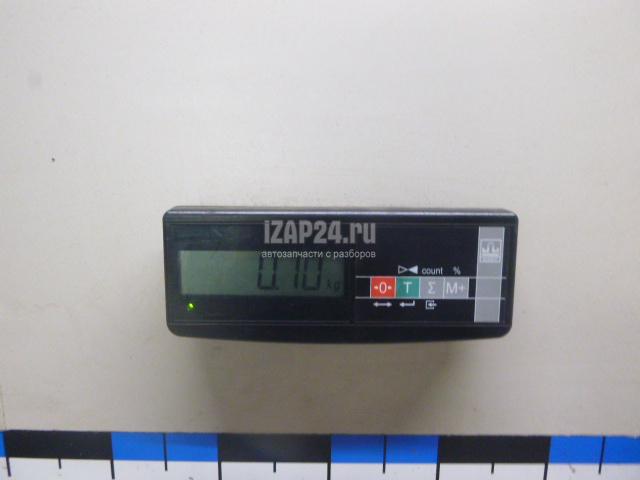 iZAP24.ru
автозапчасти с разборов
0.10 kg
count %
0 T Σ M+